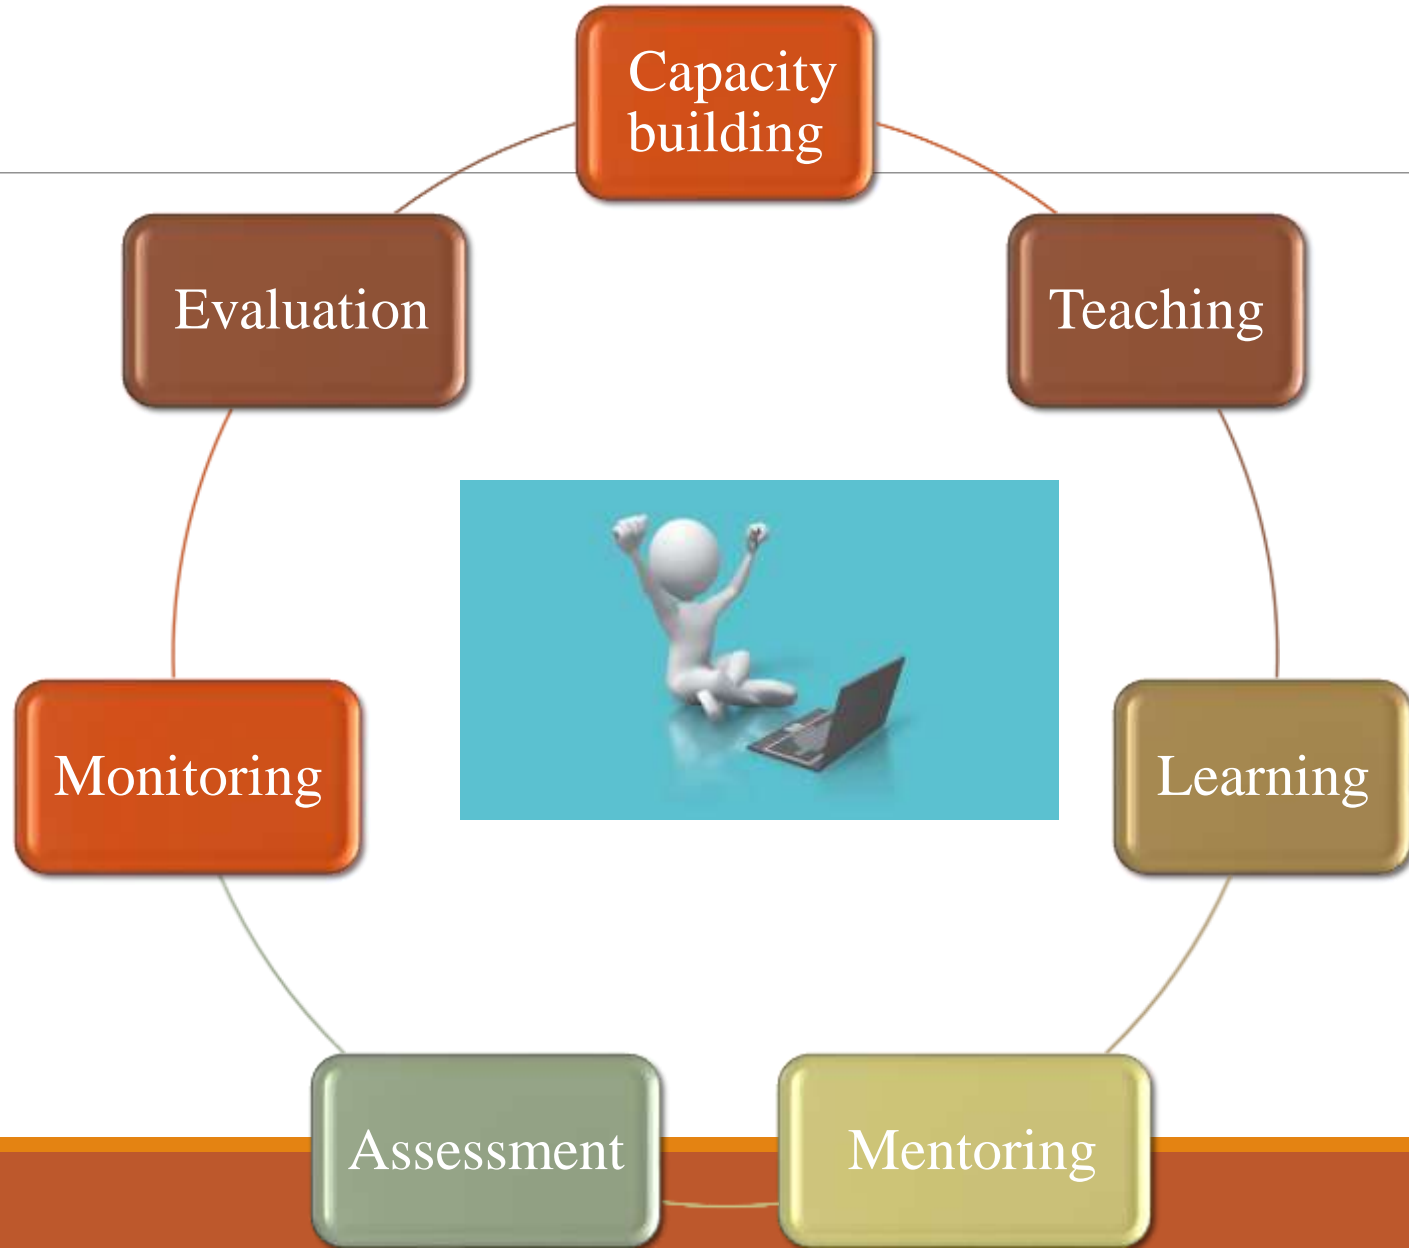 Capacity
building
Teaching
Learning
Mentoring
Assessment
Monitoring
Evaluation